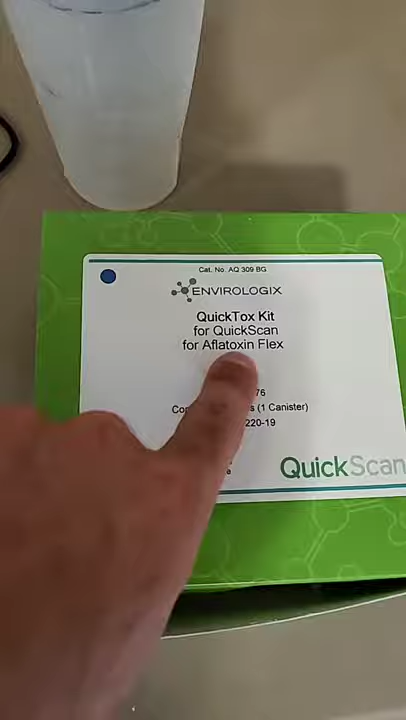 Cat. No. AQ 309 BG
ENVIROLOGIX
QuickTox Kit
for QuickScan
for Aflatoxin Flex
76
(1 Canister)
220-19
QuickScan